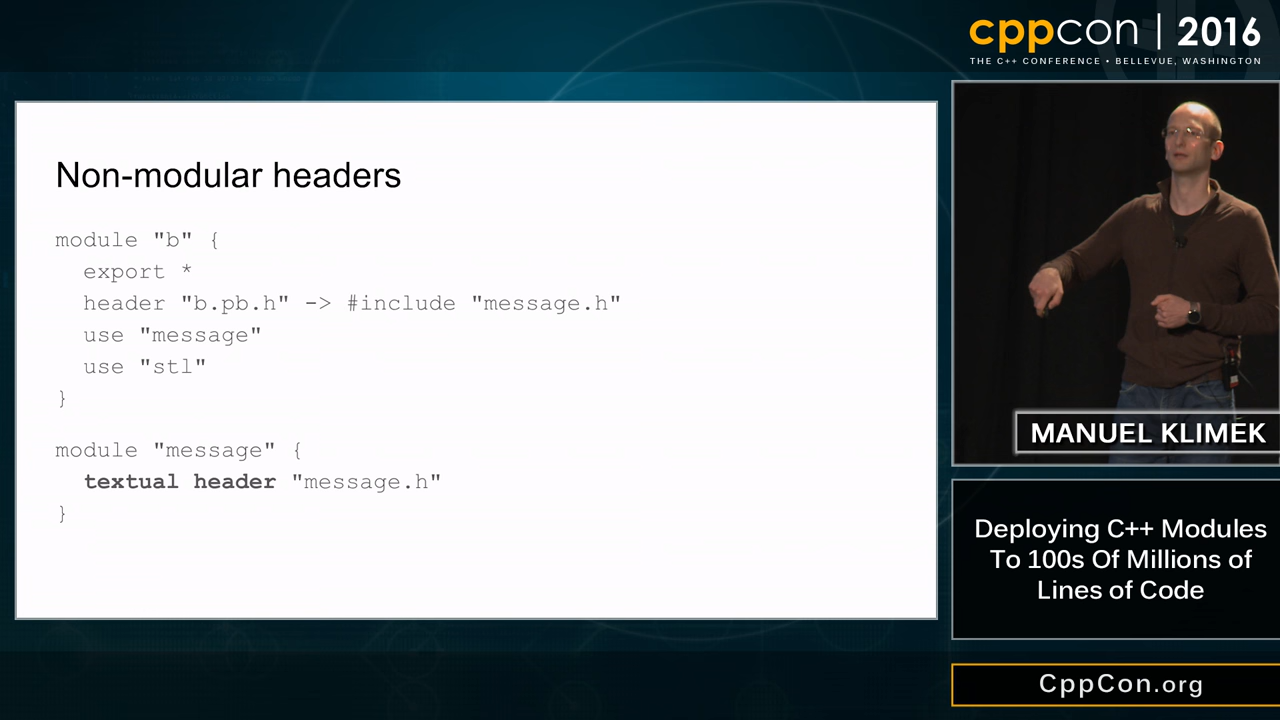 cppcon | 2016
THE C++ CONFERENCE • BELLEVUE, WASHINGTON
Non-modular headers
module "b" {
export *
header "b.pb.h" -> #include "message.h"
use "message"
use "stl"
}
module "message" {
textual header "message.h"
}
MANUEL KLIMEK
Deploying C++ Modules
To 100s Of Millions of
Lines of Code
CppCon.org